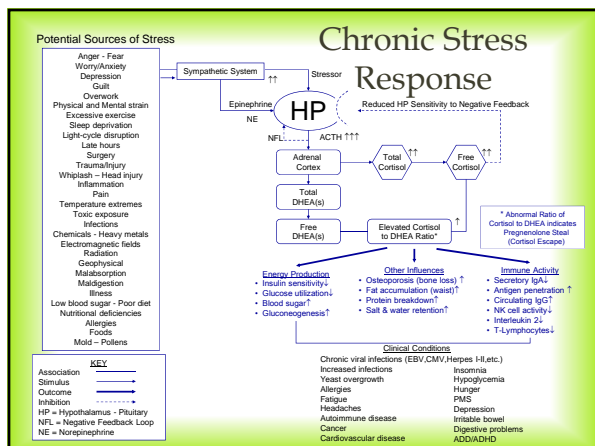 Potential Sources of Stress
Anger - Fear
Worry/Anxiety
Depression
Guilt
Overwork
Physical and Mental strain
Excessive exercise
Sleep deprivation
Light-cycle disruption
Late hours
Surgery
Trauma/Injury
Whiplash – Head injury
Inflammation
Pain
Temperature extremes
Toxic exposure
Infections
Chemicals - Heavy metals
Electromagnetic fields
Radiation
Geophysical
Malabsorption
Maldigestion
Illness
Low blood sugar - Poor diet
Nutritional deficiencies
Allergies
Foods
Mold – Pollens
KEY
Association
Stimulus
Outcome
Inhibition
HP = Hypothalamus - Pituitary
NFL = Negative Feedback Loop
NE = Norepinephrine
Chronic Stress
Response
Sympathetic System
↑↑
Stressor
Epinephrine
NE
HP
Reduced HP Sensitivity to Negative Feedback
NFL
ACTH ↑↑↑
Adrenal
Cortex
Total
Cortisol
↑↑
Free
Cortisol
↑↑
Total
DHEA(s)
Free
DHEA(s)
Elevated Cortisol
to DHEA Ratio*
↑
* Abnormal Ratio of
Cortisol to DHEA indicates
Pregnenolone Steal
(Cortisol Escape)
Energy Production
• Insulin sensitivity↓
• Glucose utilization↓
• Blood sugar↑
• Gluconeogenesis↑
Other Influences
• Osteoporosis (bone loss)↑
• Fat accumulation (waist)↑
• Protein breakdown↑
• Salt & water retention↑
Immune Activity
• Secretory IgA↓
• Antigen penetration ↑
• Circulating IgG↑
• NK cell activity↓
• Interleukin 2↓
• T-Lymphocytes↓
Clinical Conditions
Chronic viral infections (EBV,CMV,Herpes I-II,etc.)
Increased infections
Yeast overgrowth
Allergies
Fatigue
Headaches
Autoimmune disease
Cancer
Cardiovascular disease
Insomnia
Hypoglycemia
Hunger
PMS
Depression
Irritable bowel
Digestive problems
ADD/ADHD